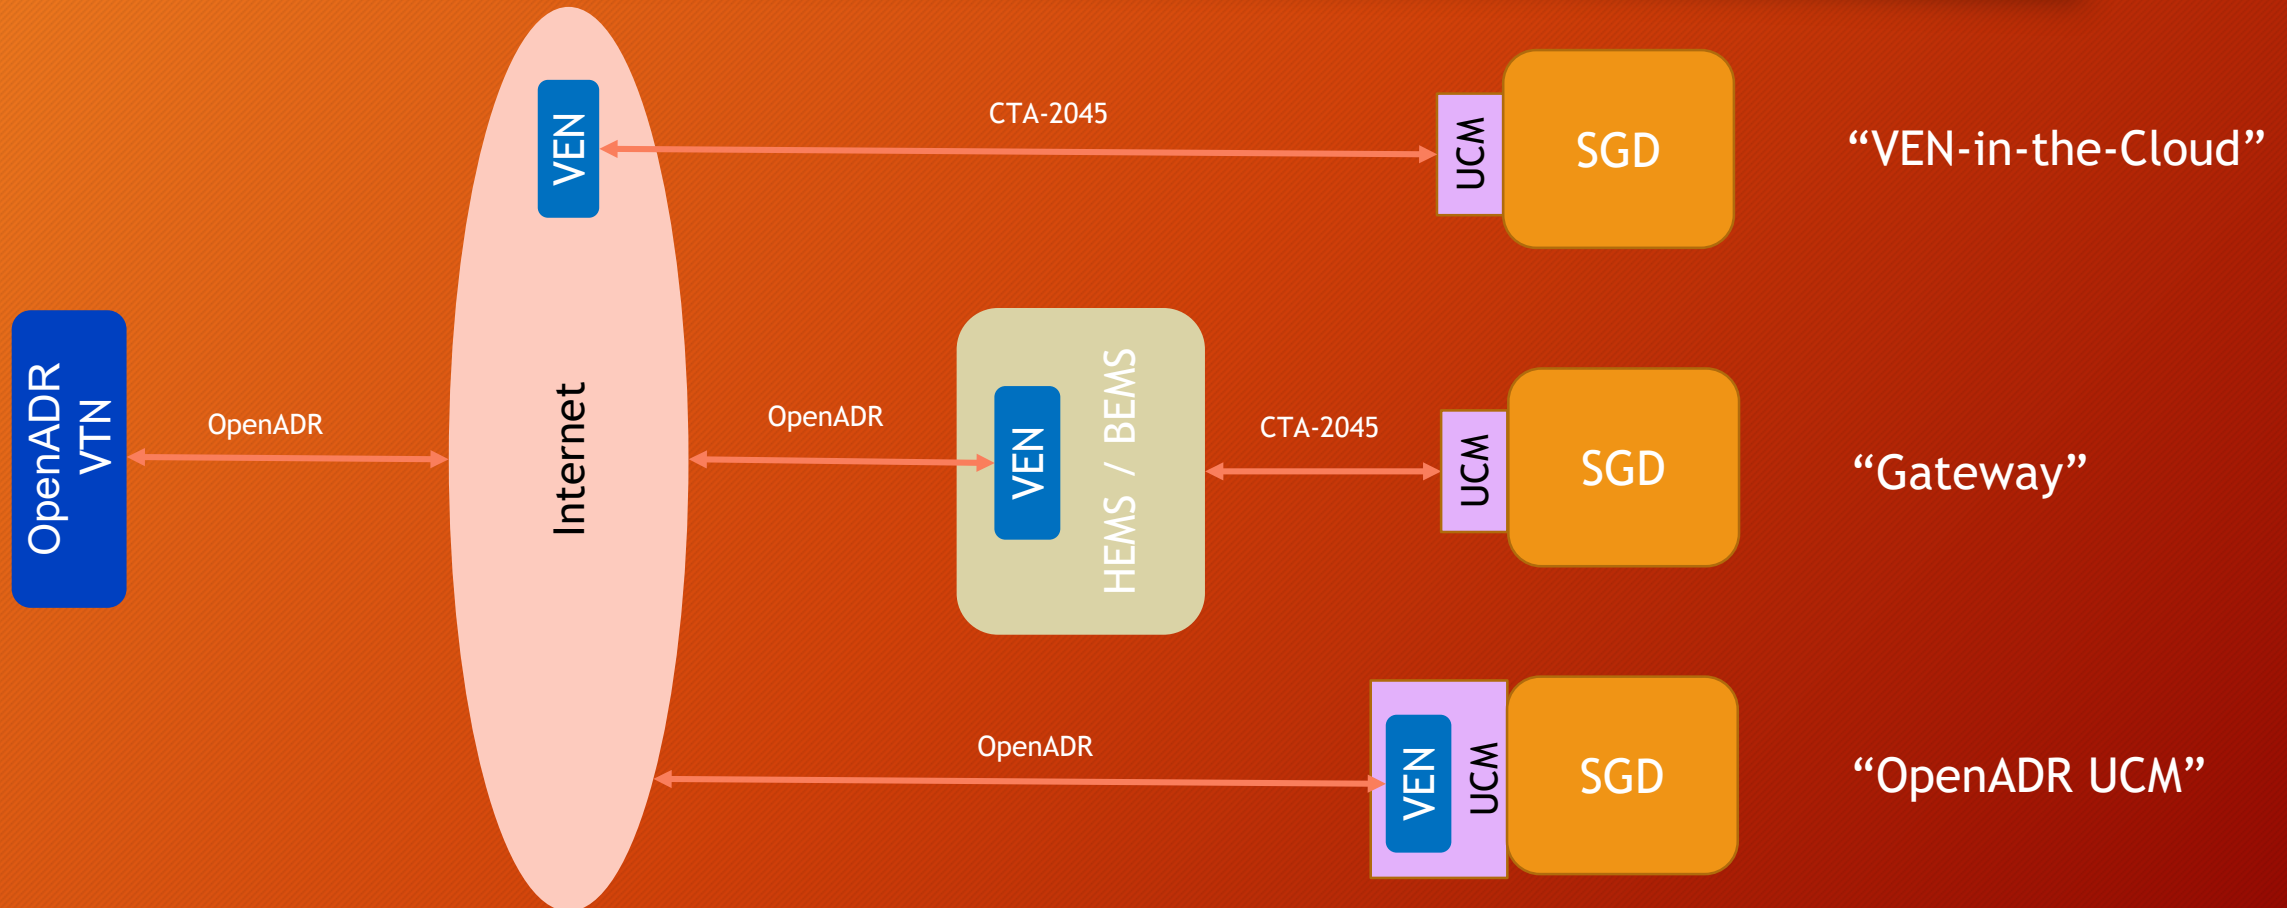 VEN
CTA-2045
UCM
SGD
“VEN-in-the-Cloud”
OpenADR
VTN
OpenADR
Internet
OpenADR
VEN
HEMS / BEMS
CTA-2045
UCM
SGD
“Gateway”
OpenADR
VEN
UCM
SGD
“OpenADR UCM”